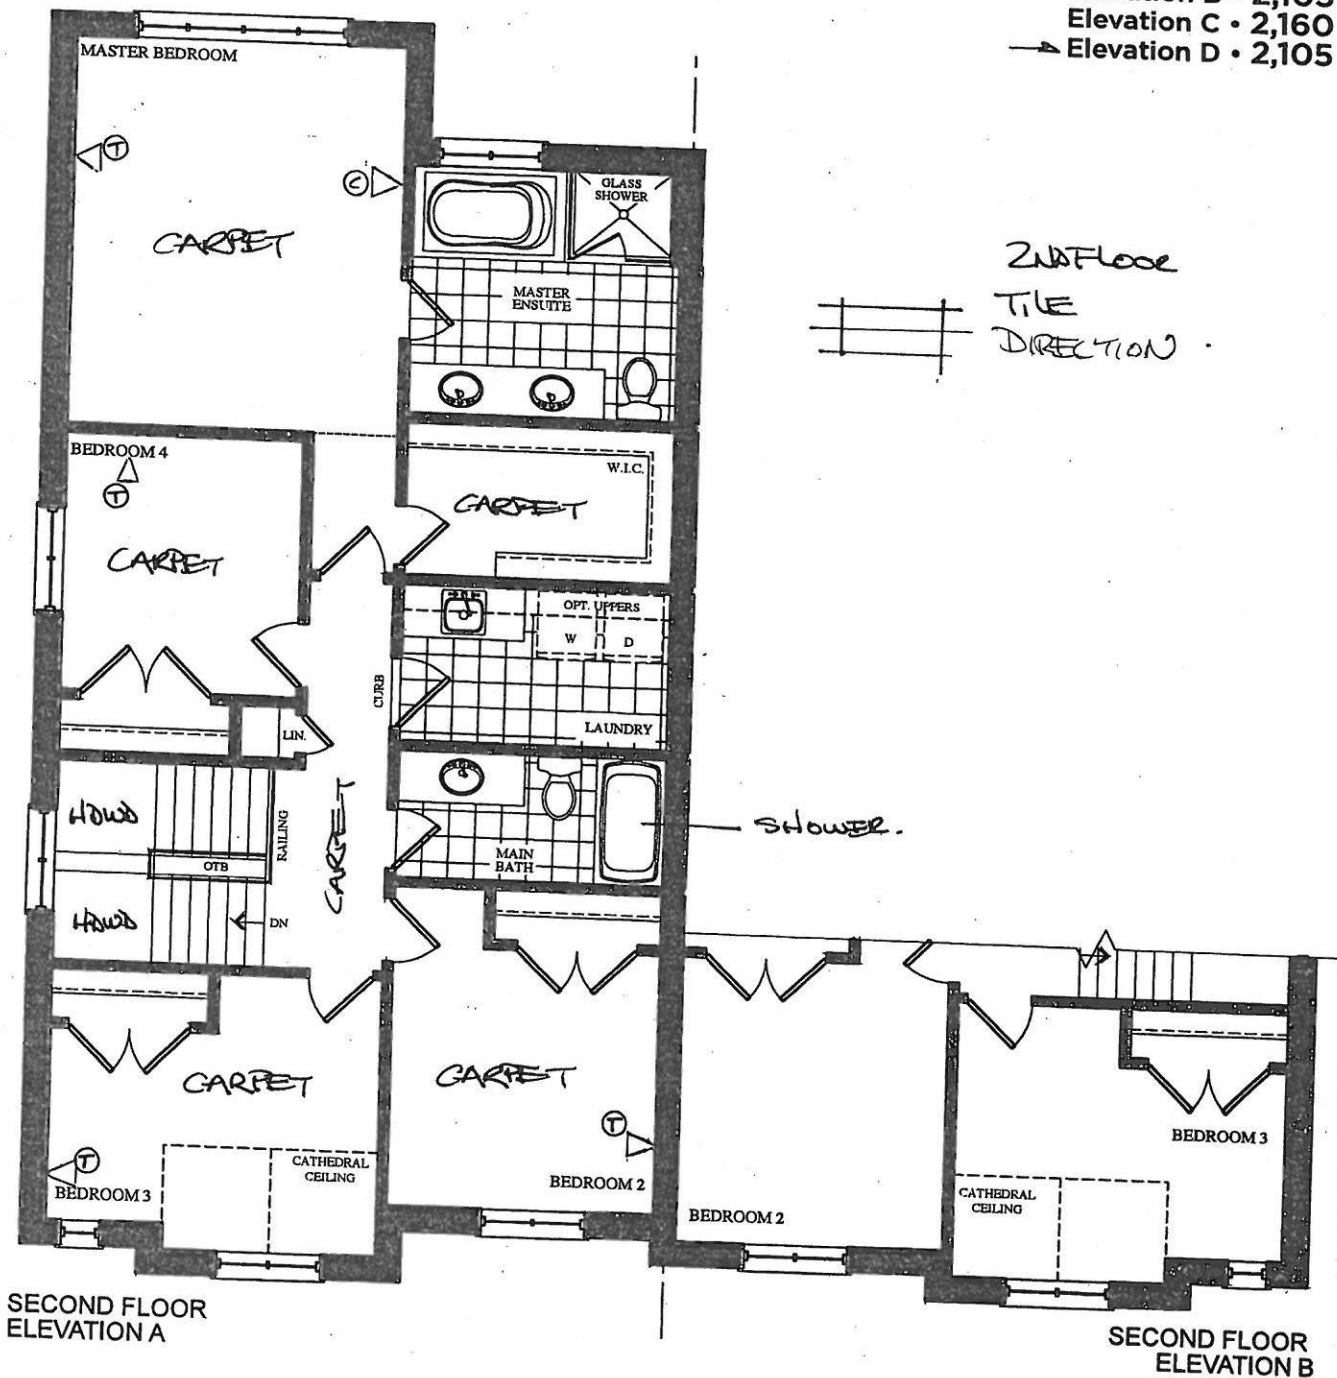 Elevation C • 2,160
Elevation D • 2,105
MASTER BEDROOM
T
C
CARPET
GLASS
SHOWER
MASTER
ENSUITE
2ND FLOOR
TILE
DIRECTION
BEDROOM 4
T
CARPET
W.I.C.
CARPET
OPT. UPPERS
W
D
CURB
LAUNDRY
LIN.
HDWD
RAILING
OTB
CARPET
HDWD
DN
MAIN
BATH
SHOWER.
CARPET
CARPET
T
T
CATHEDRAL
CEILING
BEDROOM 3
BEDROOM 2
BEDROOM 2
BEDROOM 3
CATHEDRAL
CEILING
SECOND FLOOR
ELEVATION A
SECOND FLOOR
ELEVATION B